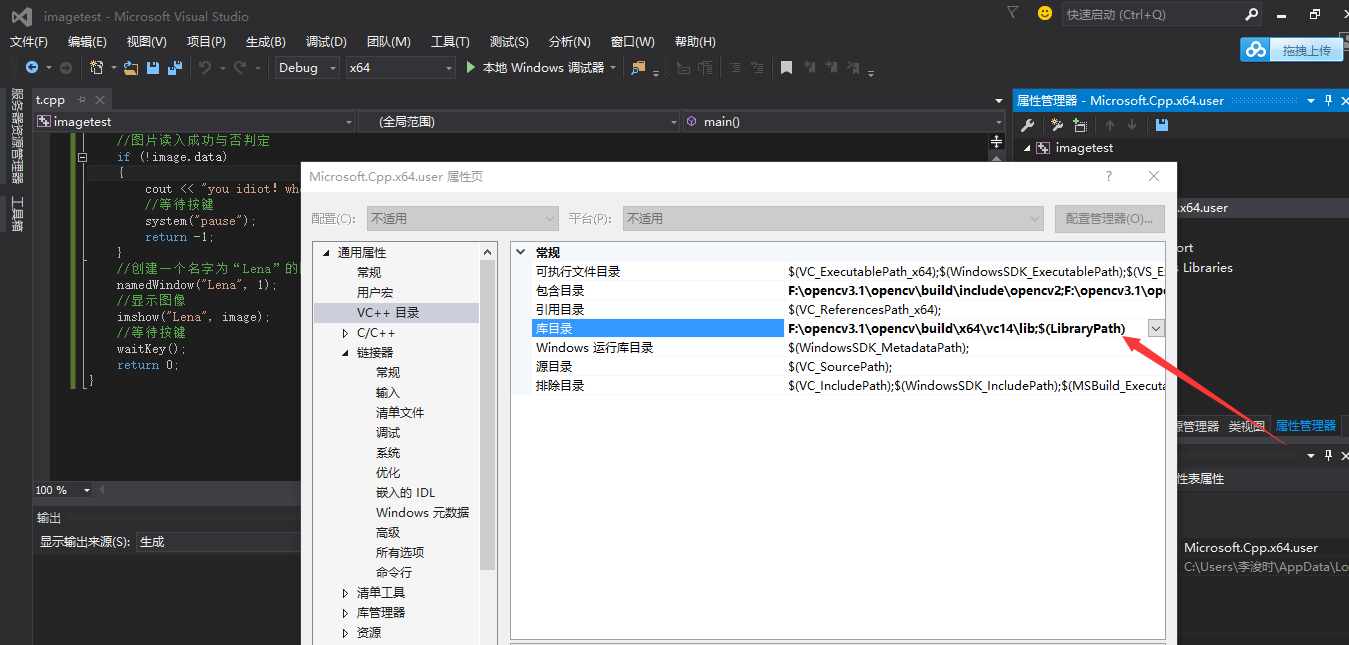 imagetest - Microsoft Visual Studio
快速启动 (Ctrl+Q)
文件(F) 编辑(E) 视图(V) 项目(P) 生成(B) 调试(D) 团队(M) 工具(T) 测试(S) 分析(N) 窗口(W) 帮助(H)
拖拽上传
Debug x64 本地 Windows 调试器
服务器资源管理器
工具箱
t.cpp
imagetest (全局范围) main()
//图片读入成功与否判定
if (!image.data)
{
cout << "you idiot! whe
//等待按键
system("pause");
return -1;
}
//创建一个名字为“Lena”的
namedWindow("Lena", 1);
//显示图像
imshow("Lena", image);
//等待按键
waitKey();
return 0;
}
100 %
输出
显示输出来源(S): 生成
属性管理器 - Microsoft.Cpp.x64.user
imagetest
.x64.user
ort
Libraries
源管理器 类视图 属性管理器
性表属性
Microsoft.Cpp.x64.user
C:\Users\李浚时\AppData\Lo
Microsoft.Cpp.x64.user 属性页
?
配置(C): 不适用 平台(P): 不适用 配置管理器(O)...
通用属性
常规
用户宏
VC++ 目录
C/C++
链接器
常规
输入
清单文件
调试
系统
优化
嵌入的 IDL
Windows 元数据
高级
所有选项
命令行
清单工具
库管理器
资源
常规
可执行文件目录 $(VC_ExecutablePath_x64);$(WindowsSDK_ExecutablePath);$(VS_E
包含目录 F:\opencv3.1\opencv\build\include\opencv2;F:\opencv3.1\ope
引用目录 $(VC_ReferencesPath_x64);
库目录 F:\opencv3.1\opencv\build\x64\vc14\lib;$(LibraryPath)
Windows 运行库目录 $(WindowsSDK_MetadataPath);
源目录 $(VC_SourcePath);
排除目录 $(VC_IncludePath);$(WindowsSDK_IncludePath);$(MSBuild_Executa